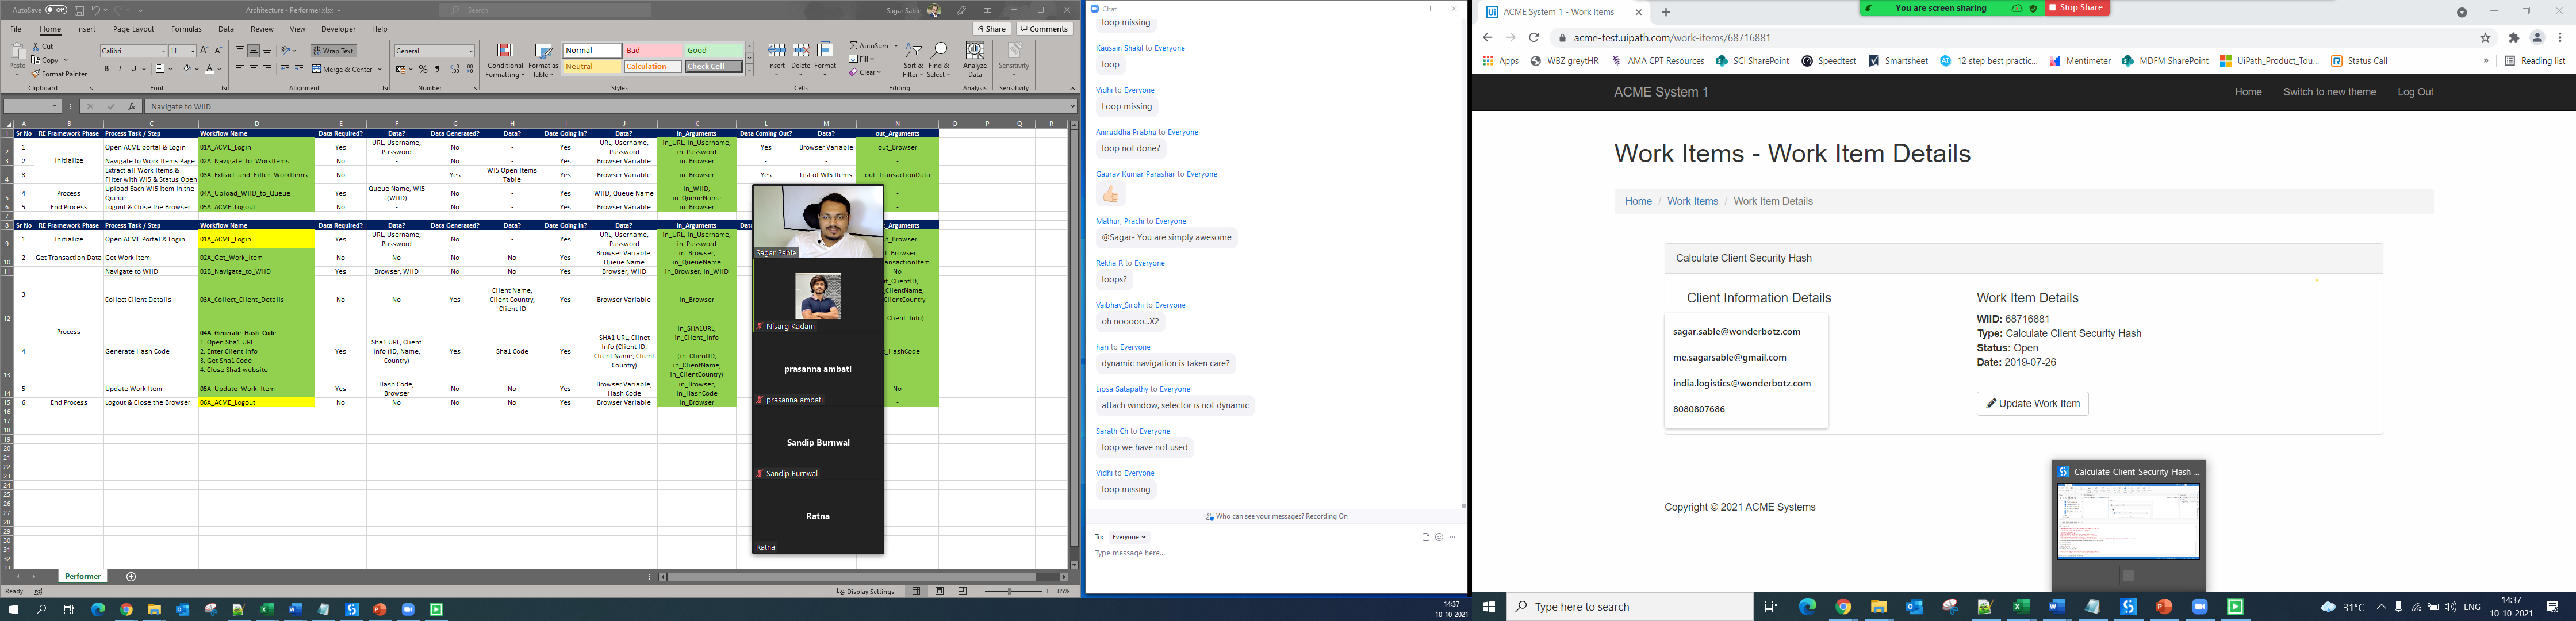 AutoSave Off
Architecture - Performer.xlsx
Search
Sagar Sable
File Home Insert Page Layout Formulas Data Review View Developer Help
Share Comments
Paste
Cut
Copy
Format Painter
Clipboard
Calibri 11
B I U
Font
Wrap Text
Merge & Center
Alignment
General
Number
Conditional Formatting
Format as Table
Normal Bad Good
Neutral Calculation Check Cell
Styles
Insert Delete Format
Cells
AutoSum
Fill
Clear
Sort & Filter
Find & Select
Editing
Analyze Data
Analysis
Sensitivity
Sensitivity
Navigate to WIID
A B C D E F G H I J K L M N O P Q R
Sr No RE Framework Phase Process Task / Step Workflow Name Data Required? Data? Data Generated? Data? Date Going In? Data? in_Arguments Data Coming Out? Data? out_Arguments
1 Initialize Open ACME portal & Login 01A_ACME_Login Yes URL, Username, Password No - Yes URL, Username, Password in_URL, in_Username, in_Password Yes Browser Variable out_Browser
2 Navigate to Work Items Page 02A_Navigate_to_WorkItems No - No - Yes Browser Variable in_Browser - - -
3 Extract all Work Items & Filter with WI5 & Status Open 03A_Extract_and_Filter_WorkItems No - Yes WI5 Open Items Table Yes Browser Variable in_Browser Yes List of WI5 Items out_TransactionData
4 Process Upload Each WI5 item in the Queue 04A_Upload_WIID_to_Queue Yes Queue Name, WI5 (WIID) No - Yes WIID, Queue Name in_WIID, in_QueueName -
5 End Process Logout & Close the Browser 05A_ACME_Logout No - No - Yes Browser Variable in_Browser -
Sr No RE Framework Phase Process Task / Step Workflow Name Data Required? Data? Data Generated? Data? Date Going In? Data? in_Arguments Dat _Arguments
1 Initialize Open ACME Portal & Login 01A_ACME_Login Yes URL, Username, Password No - Yes URL, Username, Password in_URL, in_Username, in_Password t_Browser
2 Get Transaction Data Get Work Item 02A_Get_Work_Item No No No No Yes Browser Variable, Queue Name in_Browser, in_QueueName t_Browser, ansactionItem
Navigate to WIID 02B_Navigate_to_WIID Yes Browser, WIID No No Yes Browser, WIID in_Browser, in_WIID No
3 Process Collect Client Details 03A_Collect_Client_Details No No Yes Client Name, Client Country, Client ID Yes Browser Variable in_Browser t_ClientID, _ClientName, ClientCountry _Client_Info)
4 Generate Hash Code 04A_Generate_Hash_Code
1. Open Sha1 URL
2. Enter Client Info
3. Get Sha1 Code
4. Close Sha1 website
Yes Sha1 URL, Client Info (ID, Name, Country) Yes Sha1 Code Yes SHA1 URL, Clinet Info (Client ID, Client Name, Client Country) in_SHA1URL, in_Client_Info (in_ClientID, in_ClientName, in_ClientCountry) _HashCode
5 Update Work Item 05A_Update_Work_Item Yes Hash Code, Browser No No Yes Browser Variable, Hash Code in_Browser, in_HashCode No
6 End Process Logout & Close the Browser 06A_ACME_Logout No No No No Yes Browser Variable in_Browser -
Sagar Sable
Nisarg Kadam
prasanna ambati
prasanna ambati
Sandip Burnwal
Sandip Burnwal
Ratna
Ratna
Performer
Ready
Display Settings
85%
14:37
10-10-2021
Chat
loop missing
Kausain Shakil to Everyone
loop
Vidhi to Everyone
Loop missing
Aniruddha Prabhu to Everyone
loop not done?
Gaurav Kumar Parashar to Everyone
Mathur, Prachi to Everyone
@Sagar- You are simply awesome
Rekha R to Everyone
loops?
Vaibhav_Sirohi to Everyone
oh nooooo...X2
hari to Everyone
dynamic navigation is taken care?
Lipsa Satapathy to Everyone
attach window, selector is not dynamic
Sarath Ch to Everyone
loop we have not used
Vidhi to Everyone
loop missing
Who can see your messages? Recording On
To: Everyone
Type message here...
ACME System 1 - Work Items
You are screen sharing
Stop Share
acme-test.uipath.com/work-items/68716881
Apps WBZ greytHR AMA CPT Resources SCI SharePoint Speedtest Smartsheet 12 step best practic... Mentimeter MDFM SharePoint UiPath_Product_Tou... Status Call » Reading list
ACME System 1
Home Switch to new theme Log Out
Work Items - Work Item Details
Home / Work Items / Work Item Details
Calculate Client Security Hash
Client Information Details
sagar.sable@wonderbotz.com
me.sagarsable@gmail.com
india.logistics@wonderbotz.com
8080807686
Work Item Details
WIID: 68716881
Type: Calculate Client Security Hash
Status: Open
Date: 2019-07-26
Update Work Item
Copyright © 2021 ACME Systems
Calculate_Client_Security_Hash_...
Type here to search
31°C
ENG
14:37
10-10-2021